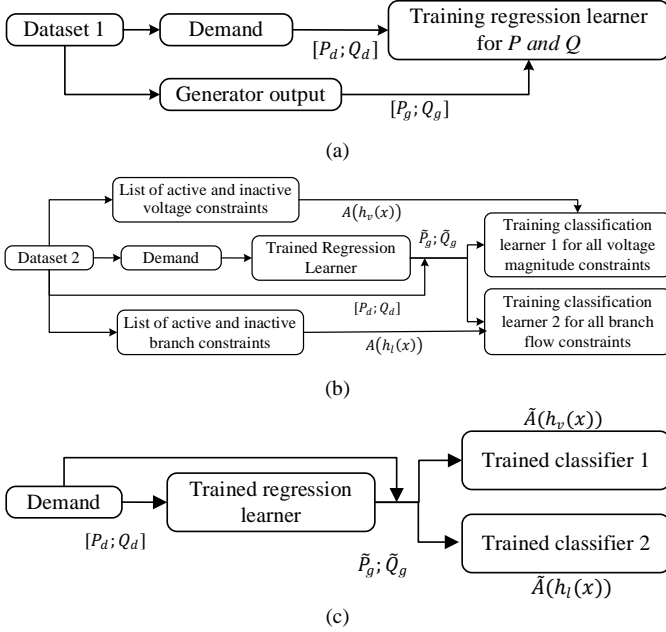 Dataset 1
Demand
[P_d; Q_d]
Training regression learner
for P and Q
Generator output
[P_g; Q_g]
(a)
List of active and inactive
voltage constraints
A(h_v(x))
Dataset 2
Demand
Trained Regression
Learner
P̃_g; Q̃_g
Training classification
learner 1 for all voltage
magnitude constraints
[P_d; Q_d]
List of active and inactive
branch constraints
A(h_l(x))
Training classification
learner 2 for all branch
flow constraints
(b)
Ã(h_v(x))
Trained classifier 1
Demand
[P_d; Q_d]
Trained regression
learner
P̃_g; Q̃_g
Trained classifier 2
Ã(h_l(x))
(c)